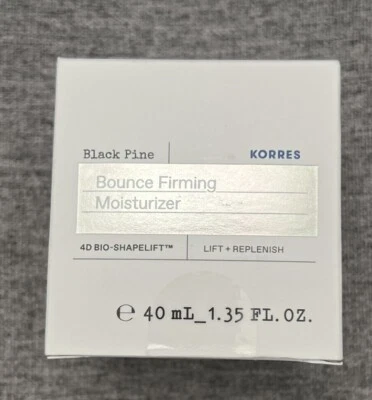 Black Pine KORRES
Bounce Firming
Moisturizer
4D BIO-SHAPELIFT™ LIFT + REPLENISH
℮ 40 mL_1.35 FL.OZ.